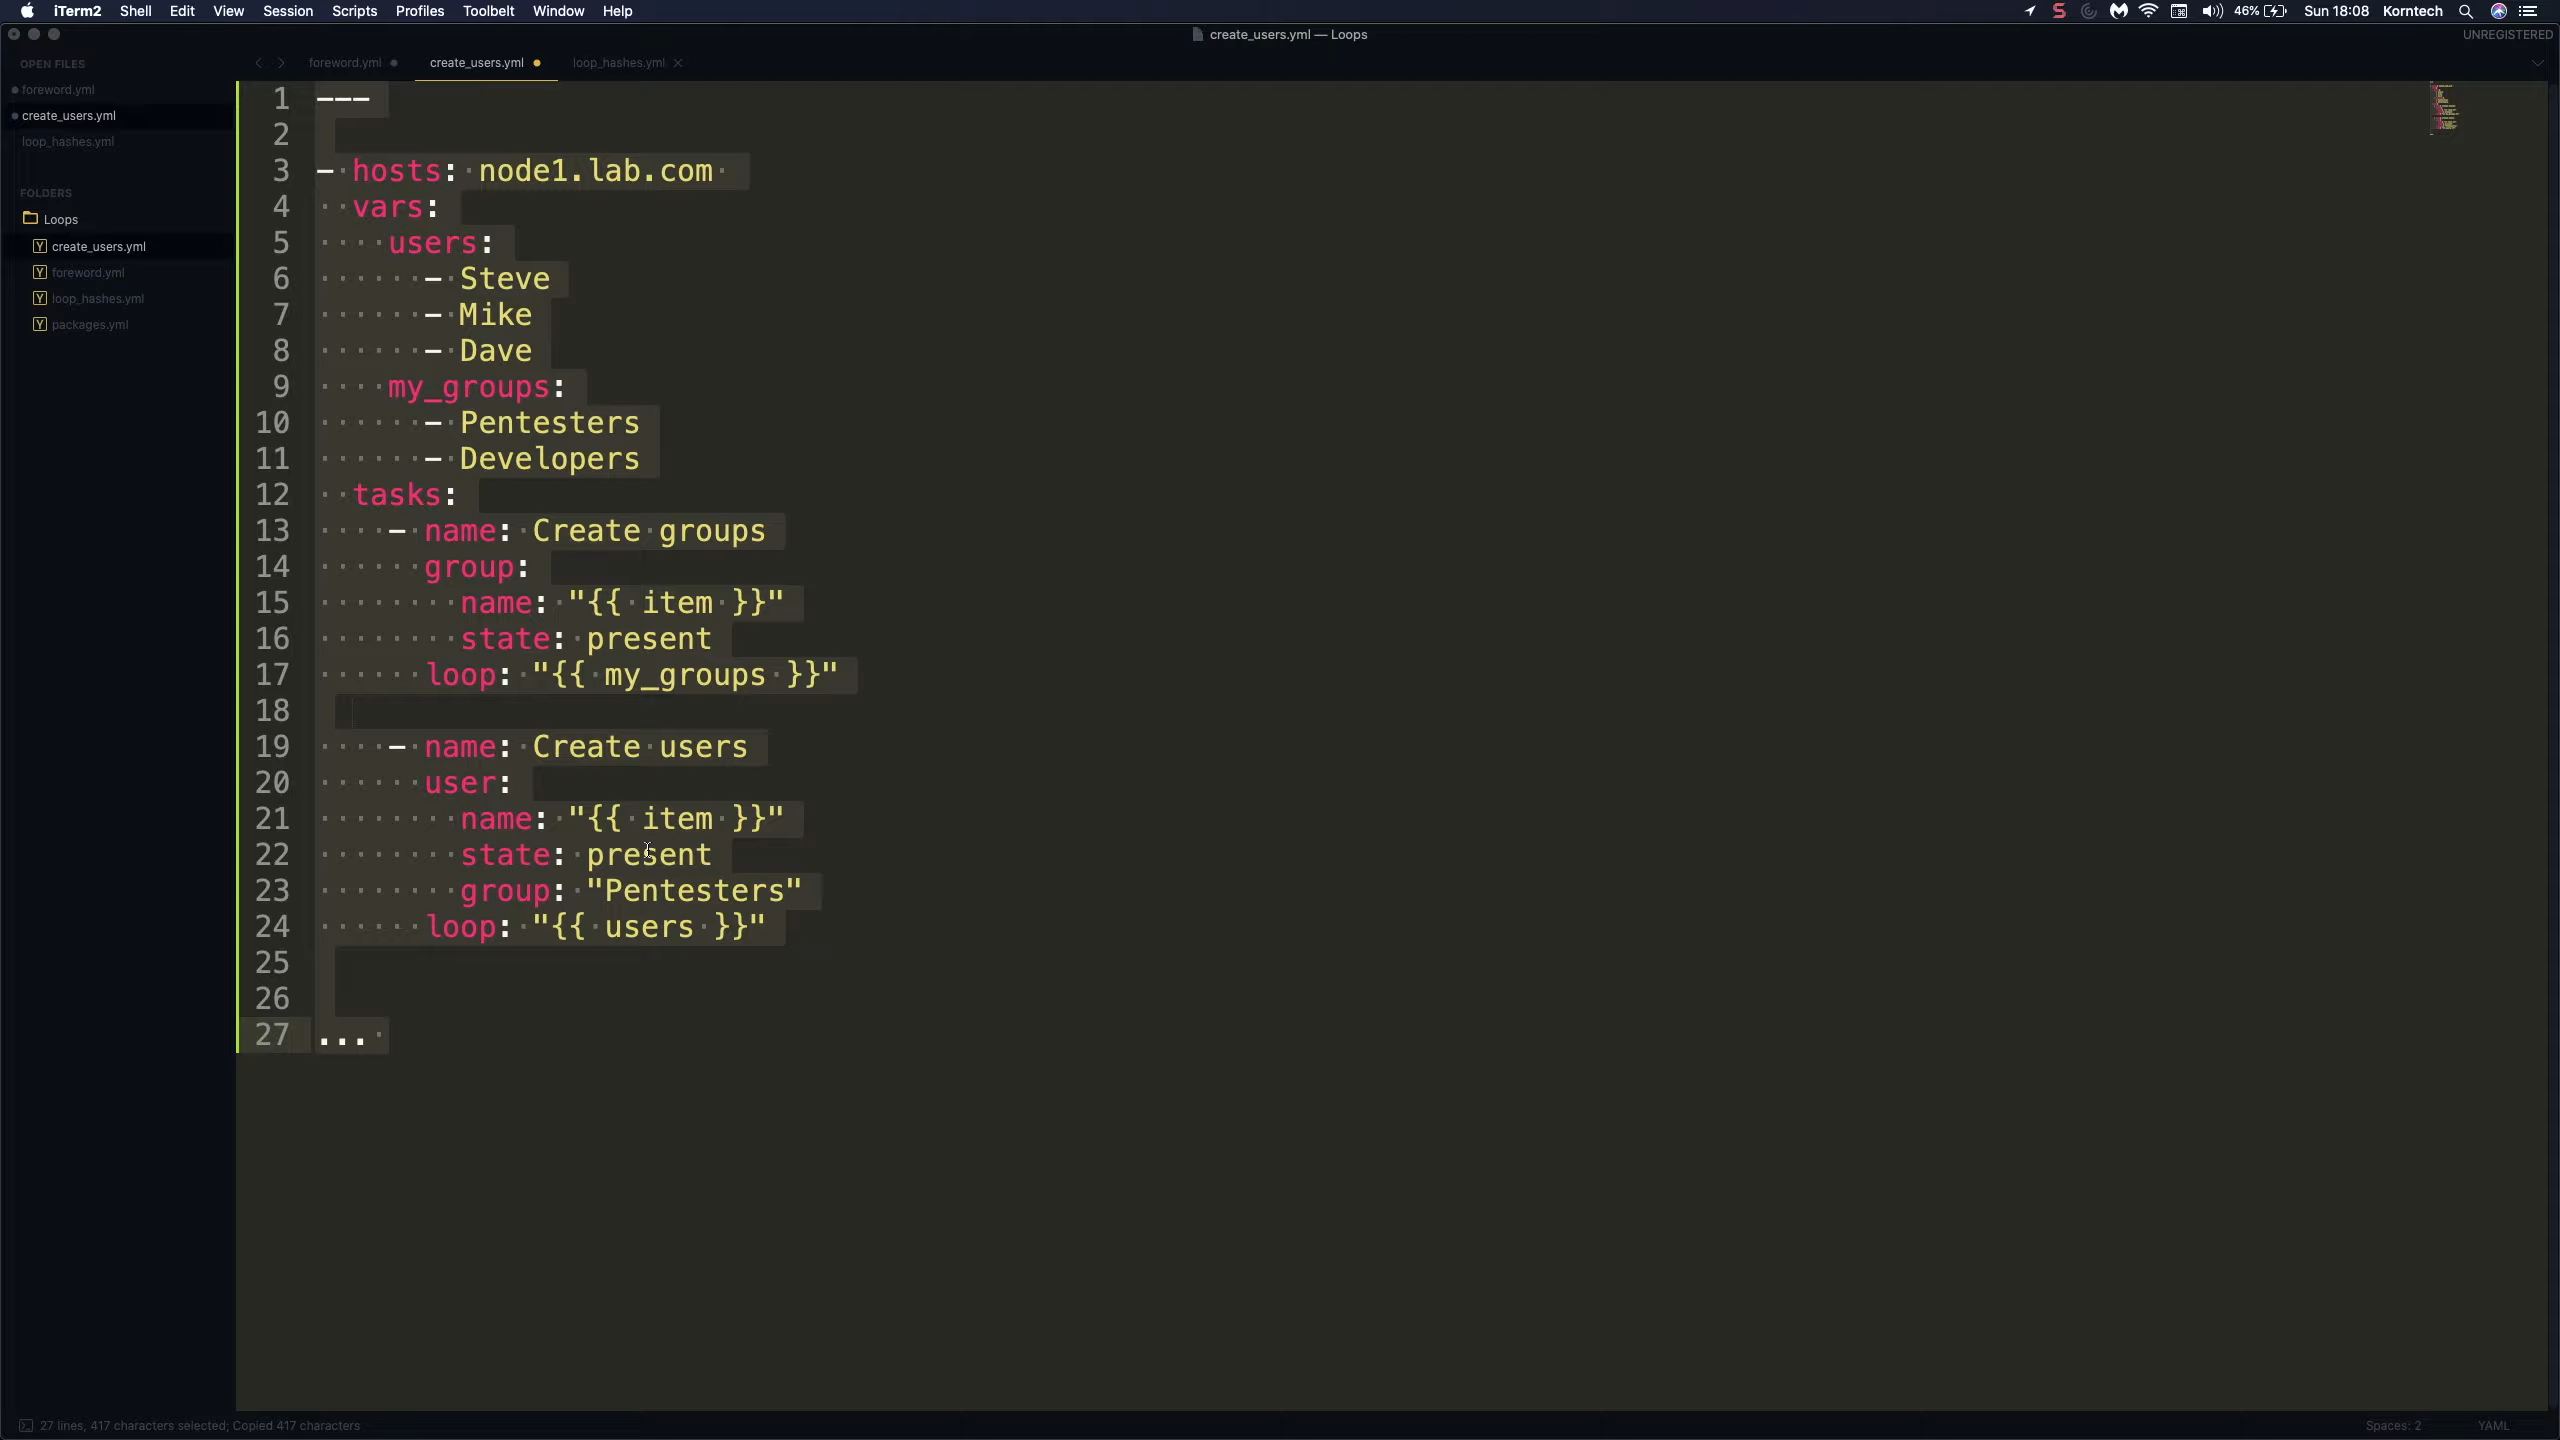 iTerm2 Shell Edit View Session Scripts Profiles Toolbelt Window Help 46% Sun 18:08 Korntech
create_users.yml — Loops UNREGISTERED
OPEN FILES
foreword.yml
create_users.yml
loop_hashes.yml
FOLDERS
Loops
create_users.yml
foreword.yml
loop_hashes.yml
packages.yml
foreword.yml create_users.yml loop_hashes.yml
1 ---
2
3 - hosts: node1.lab.com
4   vars:
5     users:
6       - Steve
7       - Mike
8       - Dave
9     my_groups:
10       - Pentesters
11       - Developers
12   tasks:
13     - name: Create groups
14       group:
15         name: "{{ item }}"
16         state: present
17       loop: "{{ my_groups }}"
18
19     - name: Create users
20       user:
21         name: "{{ item }}"
22         state: present
23         group: "Pentesters"
24       loop: "{{ users }}"
25
26
27 ...
27 lines, 417 characters selected; Copied 417 characters Spaces: 2 YAML